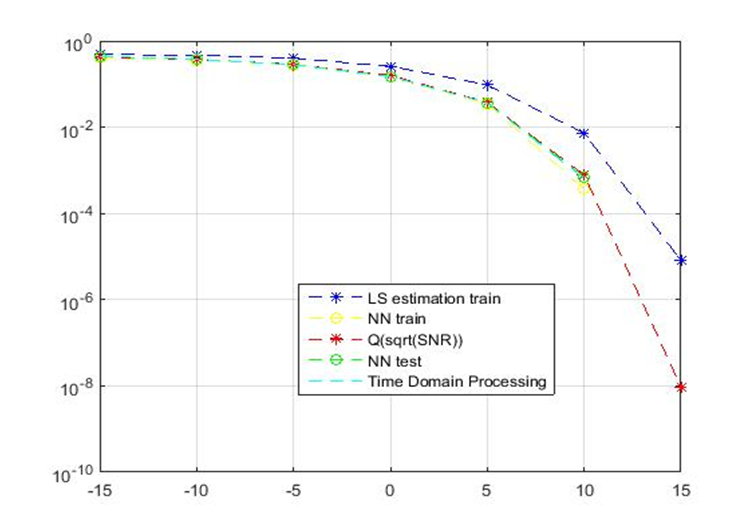 10^0
10^-2
10^-4
10^-6
10^-8
10^-10
LS estimation train
NN train
Q(sqrt(SNR))
NN test
Time Domain Processing
-15 -10 -5 0 5 10 15